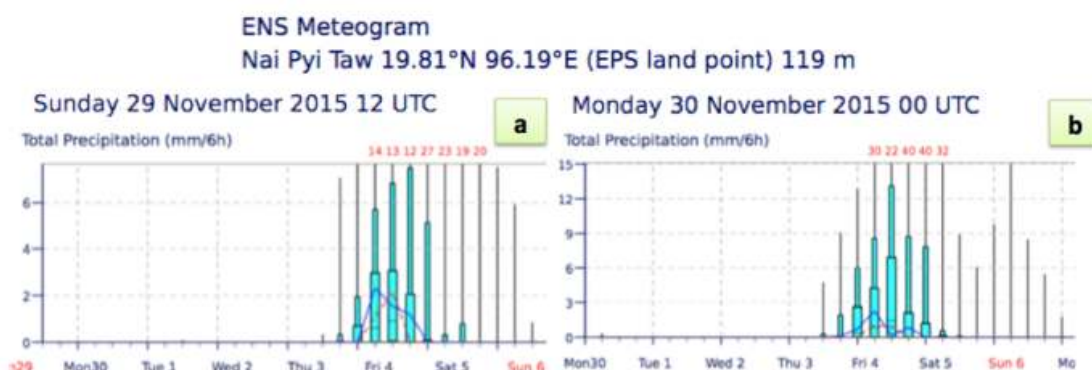 ENS Meteogram
Nai Pyi Taw 19.81°N 96.19°E (EPS land point) 119 m
Sunday 29 November 2015 12 UTC
a
Total Precipitation (mm/6h)
14 13 12 27 23 19 20
6
4
2
0
29 Mon30 Tue 1 Wed 2 Thu 3 Fri 4 Sat 5 Sun 6
Monday 30 November 2015 00 UTC
b
Total Precipitation (mm/6h)
30 22 40 40 32
15
12
9
6
3
0
Mon30 Tue 1 Wed 2 Thu 3 Fri 4 Sat 5 Sun 6 Mo